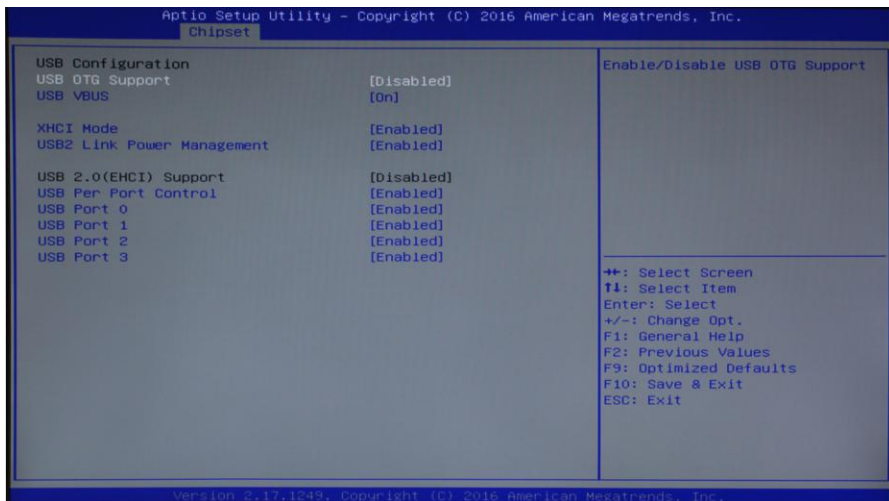 Aptio Setup Utility – Copyright (C) 2016 American Megatrends, Inc.
Chipset
USB Configuration
USB OTG Support [Disabled]
USB VBUS [On]
XHCI Mode [Enabled]
USB2 Link Power Management [Enabled]
USB 2.0(EHCI) Support [Disabled]
USB Per Port Control [Enabled]
USB Port 0 [Enabled]
USB Port 1 [Enabled]
USB Port 2 [Enabled]
USB Port 3 [Enabled]
Enable/Disable USB OTG Support
→←: Select Screen
↑↓: Select Item
Enter: Select
+/-: Change Opt.
F1: General Help
F2: Previous Values
F9: Optimized Defaults
F10: Save & Exit
ESC: Exit
Version 2.17.1249. Copyright (C) 2016 American Megatrends, Inc.